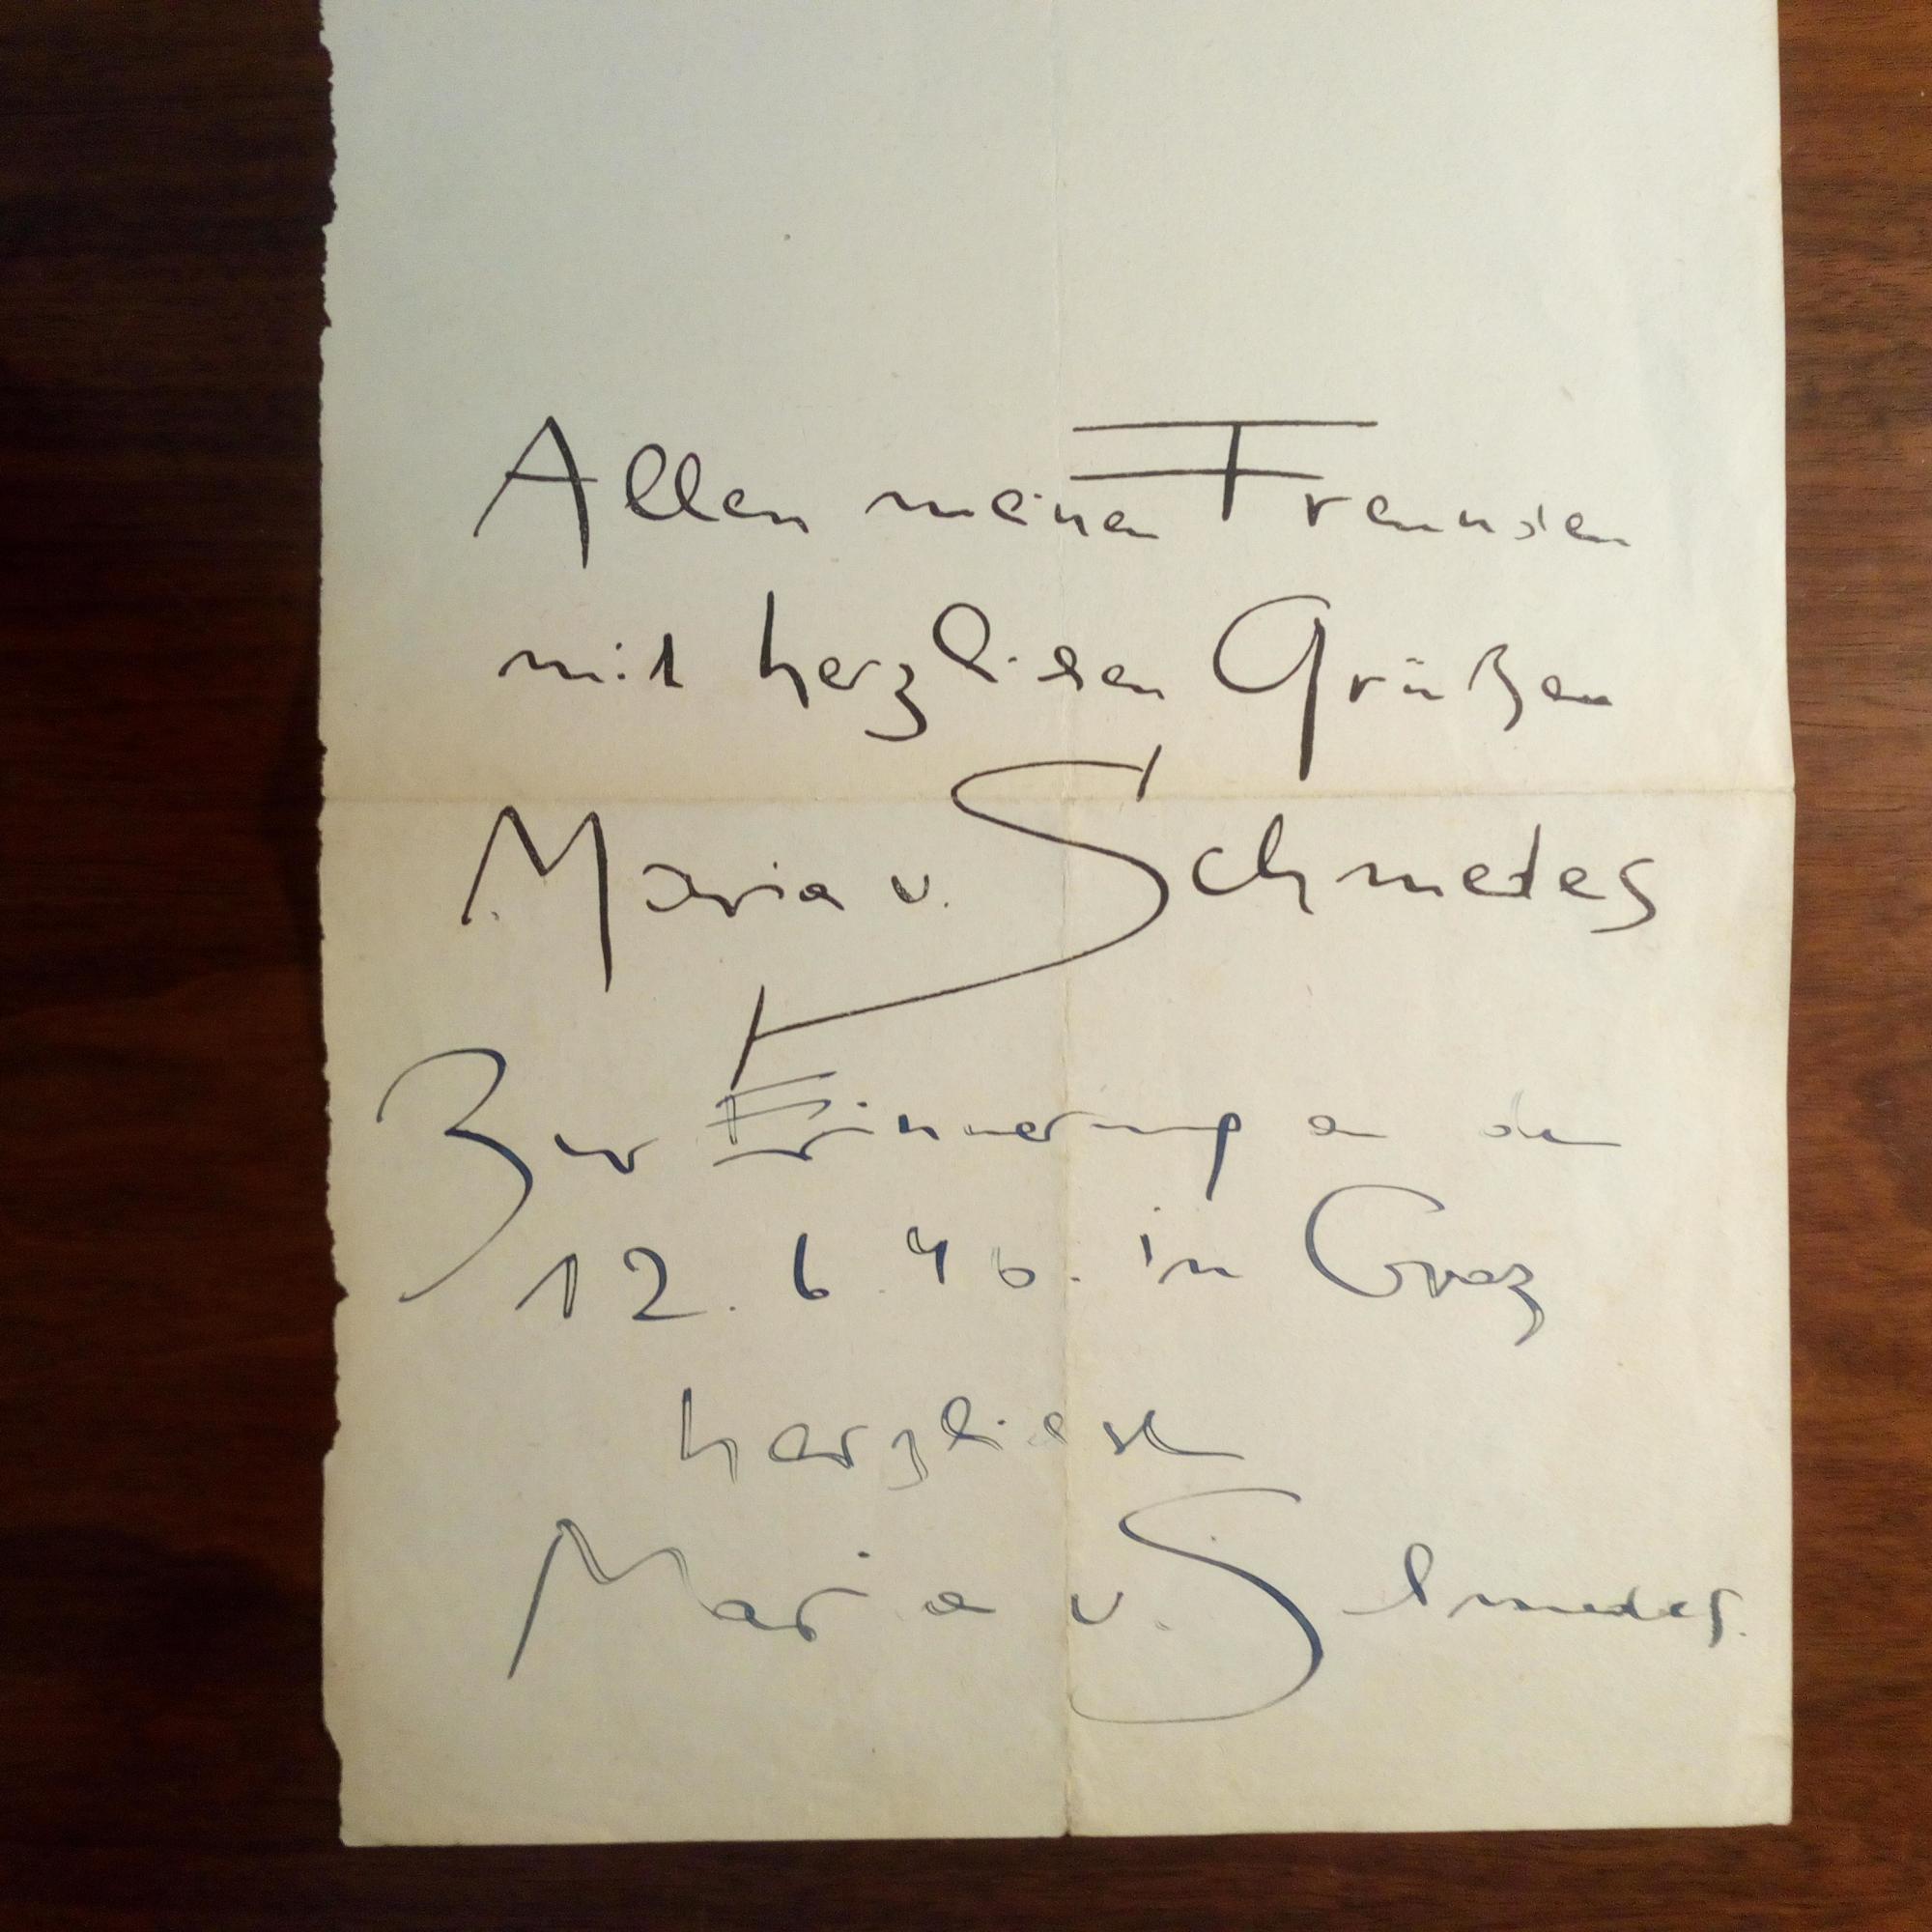 Allen meinen Freunden
mit herzlichen Grüßen
Maria v. Schmedes
Zur Erinnerung an den
12. 6. 46. in Graz
herzlichst
Maria v. Schmedes.